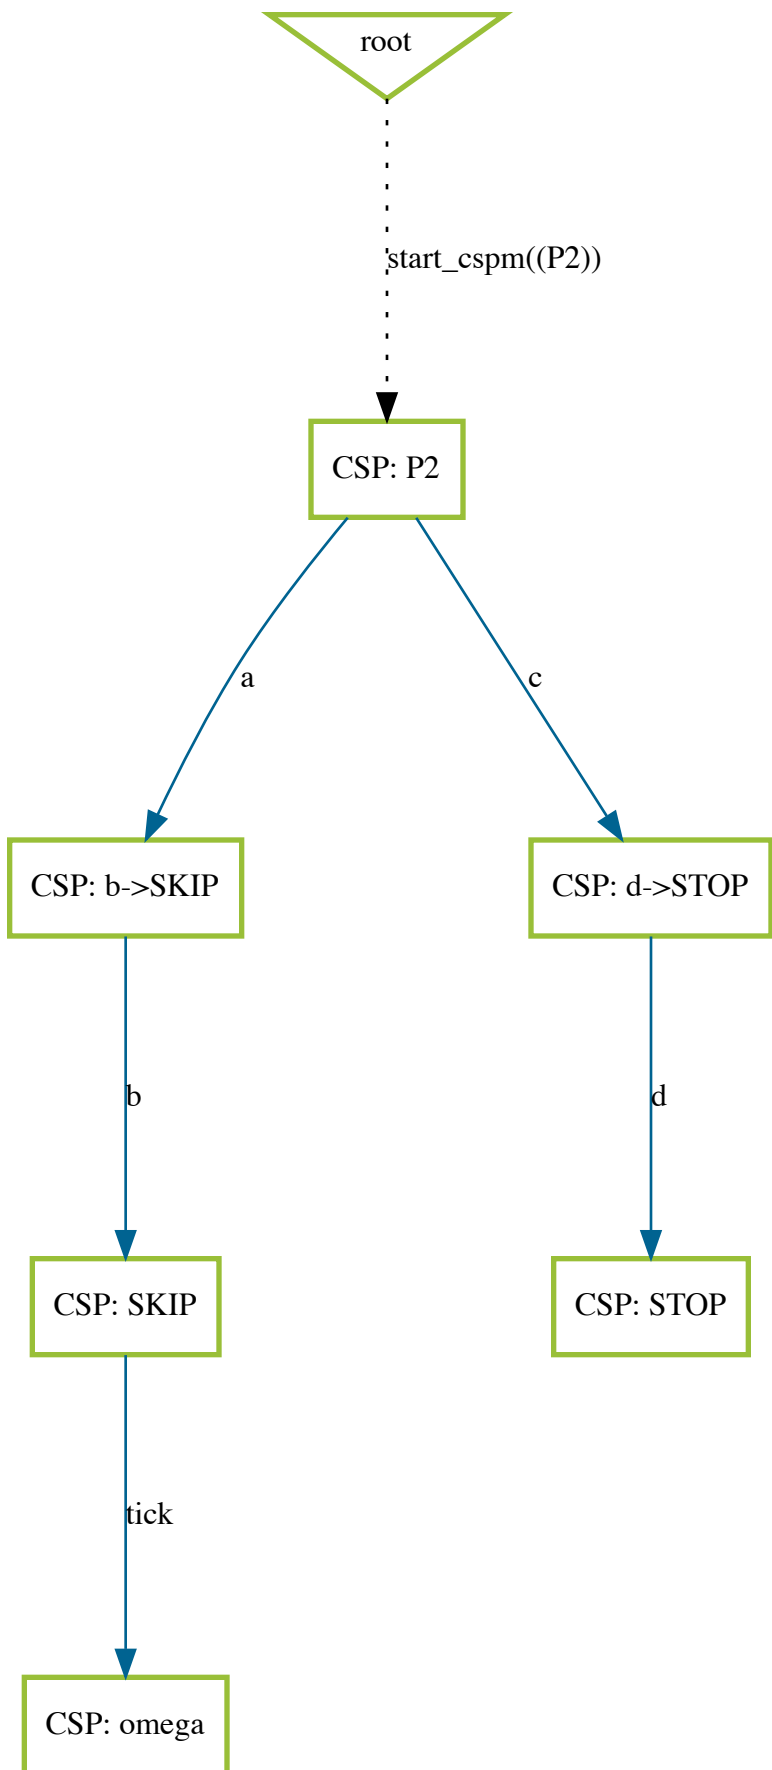 root
start_cspm((P2))
CSP: P2
a
c
CSP: b->SKIP
CSP: d->STOP
b
d
CSP: SKIP
CSP: STOP
tick
CSP: omega